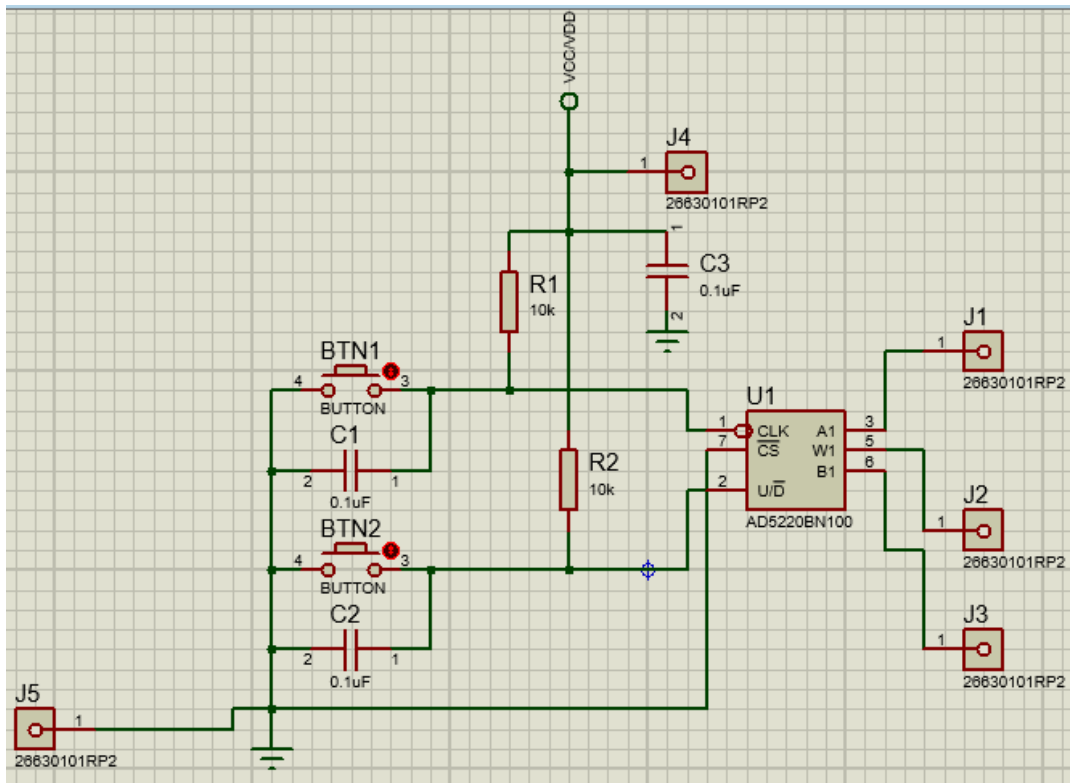 VCC/VDD
J4
1
26630101RP2
1
C3
0.1uF
2
R1
10k
BTN1
4
3
BUTTON
C1
2
1
0.1uF
J1
1
26630101RP2
U1
1
CLK
A1
3
7
CS
W1
5
B1
6
2
U/D
AD5220BN100
R2
10k
J2
1
26630101RP2
BTN2
4
3
BUTTON
C2
2
1
0.1uF
J3
1
26630101RP2
J5
1
26630101RP2